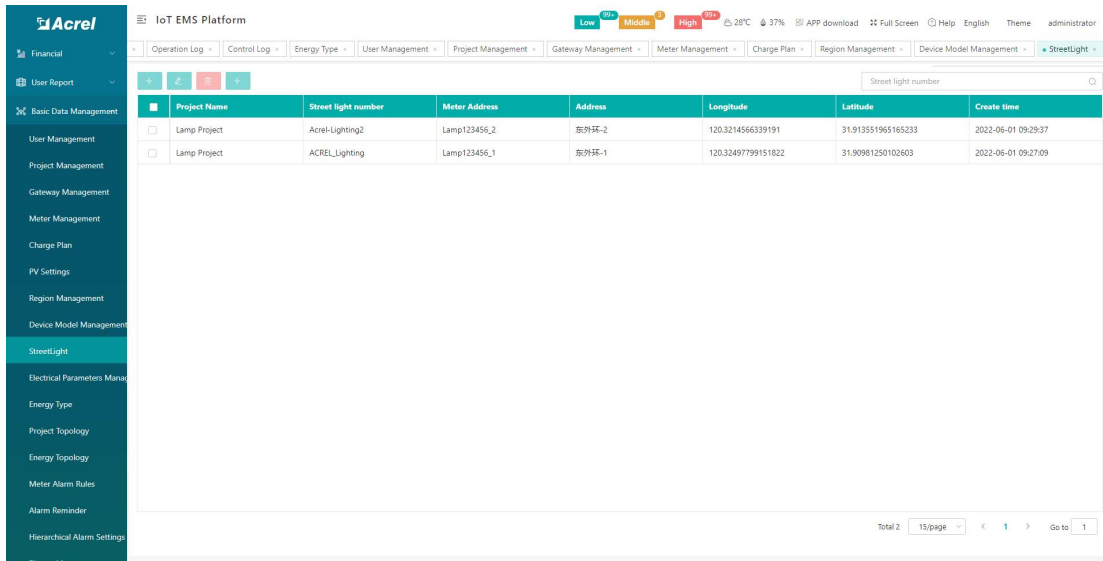 Acrel
IoT EMS Platform
Low 99+ Middle 3 High 99+ 28℃ 37% APP download Full Screen Help English Theme administrator
Operation Log × Control Log × Energy Type × User Management × Project Management × Gateway Management × Meter Management × Charge Plan × Region Management × Device Model Management × StreetLight ×
Financial
User Report
Basic Data Management
User Management
Project Management
Gateway Management
Meter Management
Charge Plan
PV Settings
Region Management
Device Model Management
StreetLight
Electrical Parameters Manag
Energy Type
Project Topology
Energy Topology
Meter Alarm Rules
Alarm Reminder
Hierarchical Alarm Settings
Street light number
Project Name Street light number Meter Address Address Longitude Latitude Create time
Lamp Project Acrel-Lighting2 Lamp123456_2 东外环-2 120.3214566339191 31.913551965165233 2022-06-01 09:29:37
Lamp Project ACREL_Lighting Lamp123456_1 东外环-1 120.32497799151822 31.90981250102603 2022-06-01 09:27:09
Total 2 15/page < 1 > Go to 1